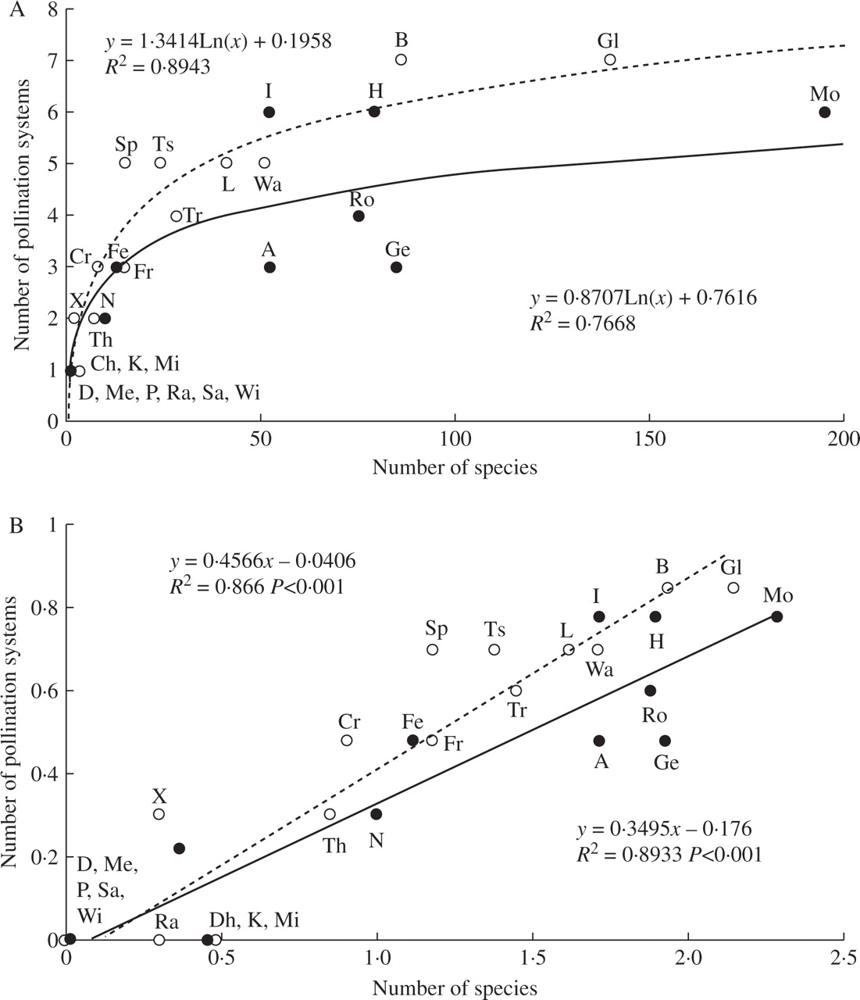 A
8
7
6
5
4
3
2
1
0
Number of pollination systems
y = 1·3414Ln(x) + 0·1958
R² = 0·8943
B
Gl
I
H
Mo
Sp
Ts
L
Wa
Tr
Ro
Cr
Fe
Fr
A
Ge
X
N
Th
y = 0·8707Ln(x) + 0·7616
R² = 0·7668
Ch, K, Mi
D, Me, P, Ra, Sa, Wi
0 50 100 150 200
Number of species
B
1
0·8
0·6
0·4
0·2
0
Number of pollination systems
y = 0·4566x – 0·0406
R² = 0·866 P<0·001
B
Gl
I
Mo
Sp
Ts
L
H
Wa
Tr
Ro
Cr
Fe
Fr
A
Ge
X
Th
N
y = 0·3495x – 0·176
R² = 0·8933 P<0·001
D, Me,
P, Sa,
Wi
Ra
Dh, K, Mi
0 0·5 1·0 1·5 2·0 2·5
Number of species